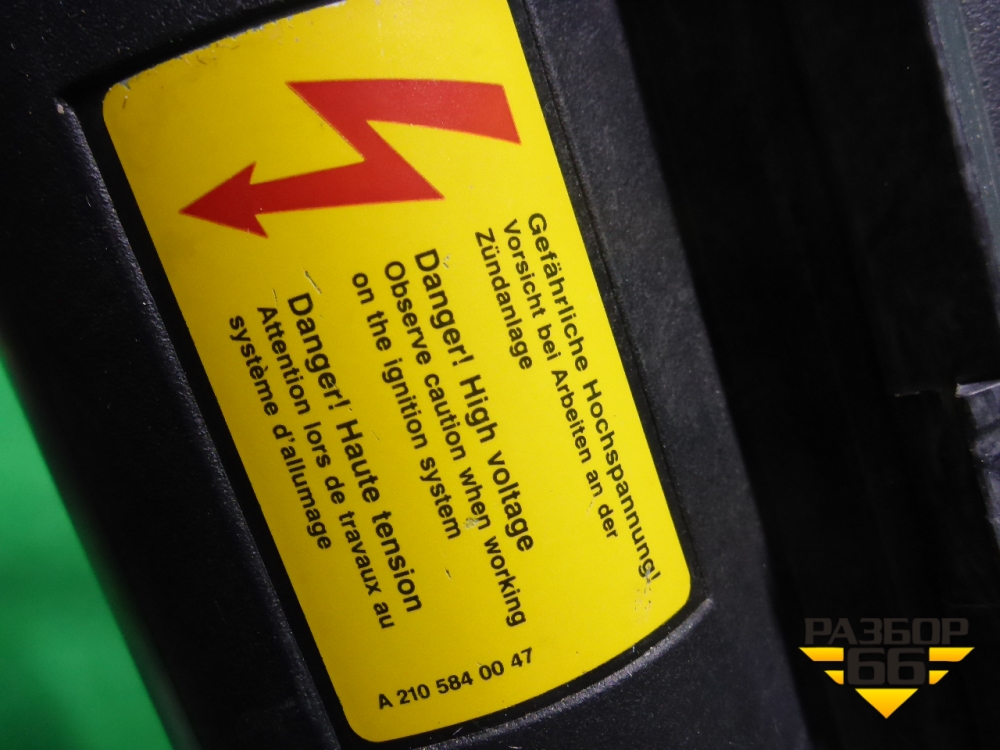 Gefährliche Hochspannung!
Vorsicht bei Arbeiten an der
Zündanlage
Danger! High voltage
Observe caution when working
on the ignition system
Danger! Haute tension
Attention lors de travaux au
système d'allumage
A 210 584 00 47
РАЗБОР
66